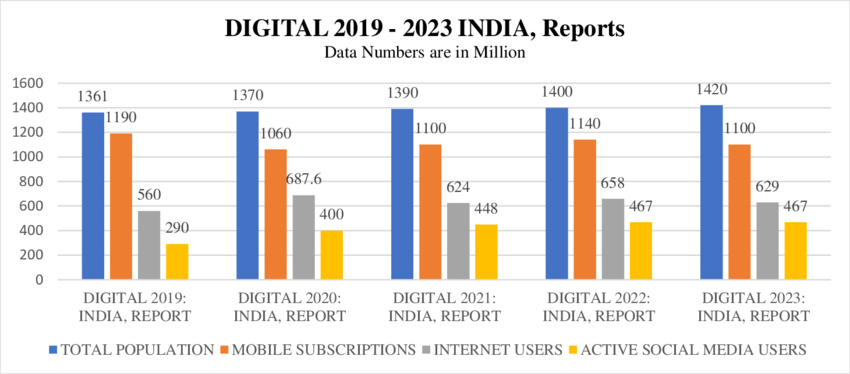 DIGITAL 2019 - 2023 INDIA, Reports
Data Numbers are in Million
1600
1400
1200
1000
800
600
400
200
0
1361
1190
560
290
1370
1060
687.6
400
1390
1100
624
448
1400
1140
658
467
1420
1100
629
467
DIGITAL 2019:
INDIA, REPORT
DIGITAL 2020:
INDIA, REPORT
DIGITAL 2021:
INDIA, REPORT
DIGITAL 2022:
INDIA, REPORT
DIGITAL 2023:
INDIA, REPORT
TOTAL POPULATION MOBILE SUBSCRIPTIONS INTERNET USERS ACTIVE SOCIAL MEDIA USERS